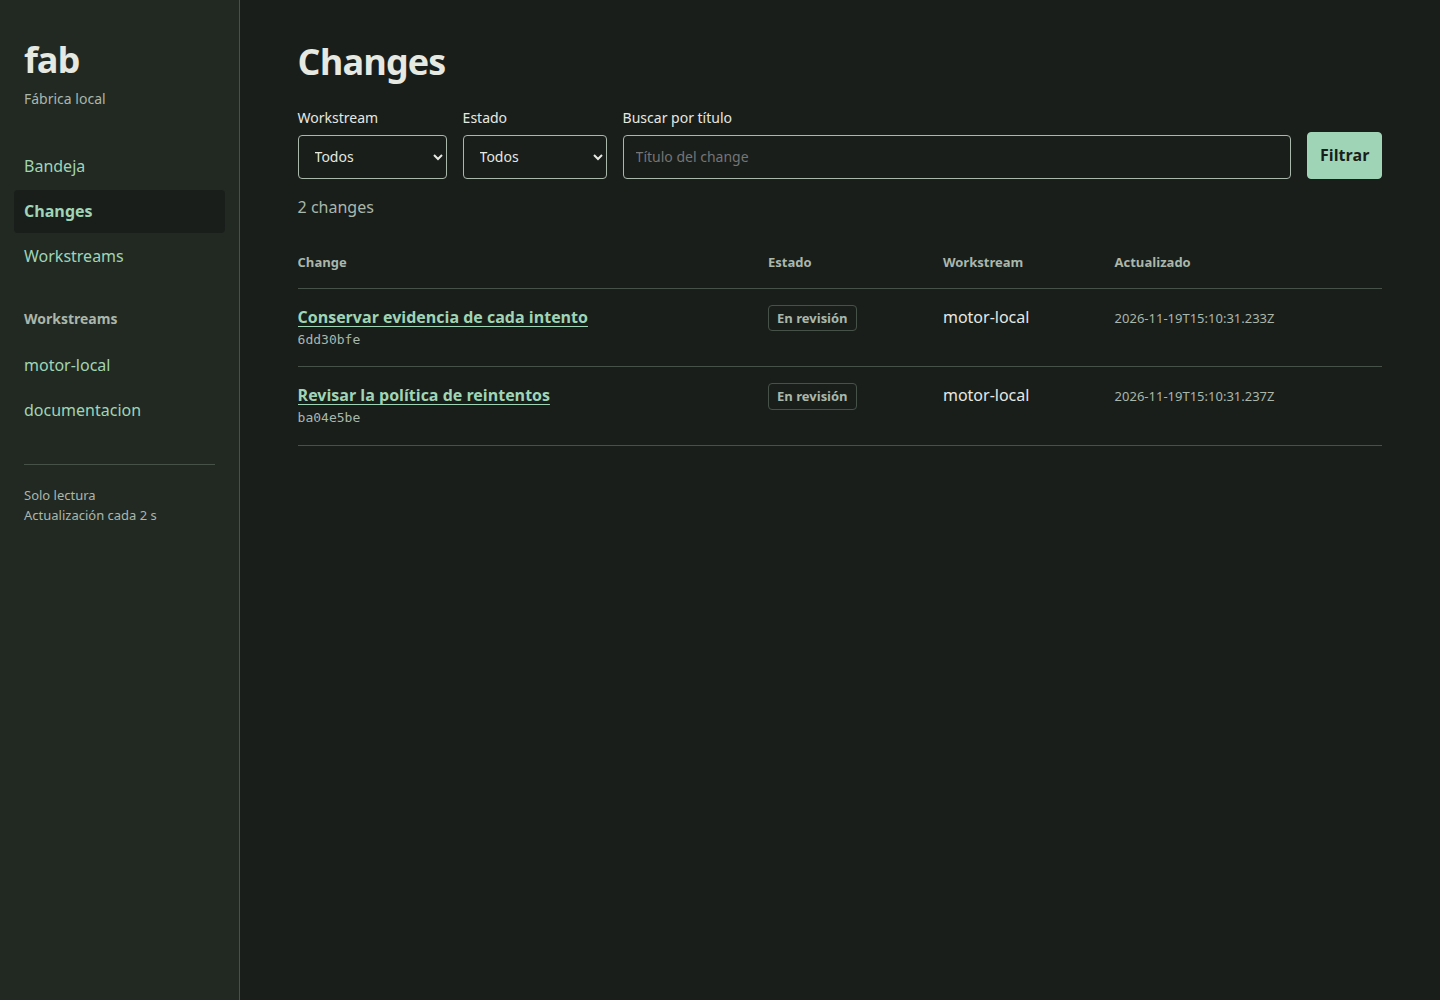 fab
Fábrica local
Bandeja
Changes
Workstreams
Workstreams
motor-local
documentacion
Solo lectura
Actualización cada 2 s
Changes
Workstream Estado Buscar por título
Todos Todos Título del change Filtrar
2 changes
Change Estado Workstream Actualizado
Conservar evidencia de cada intento En revisión motor-local 2026-11-19T15:10:31.233Z
6dd30bfe
Revisar la política de reintentos En revisión motor-local 2026-11-19T15:10:31.237Z
ba04e5be